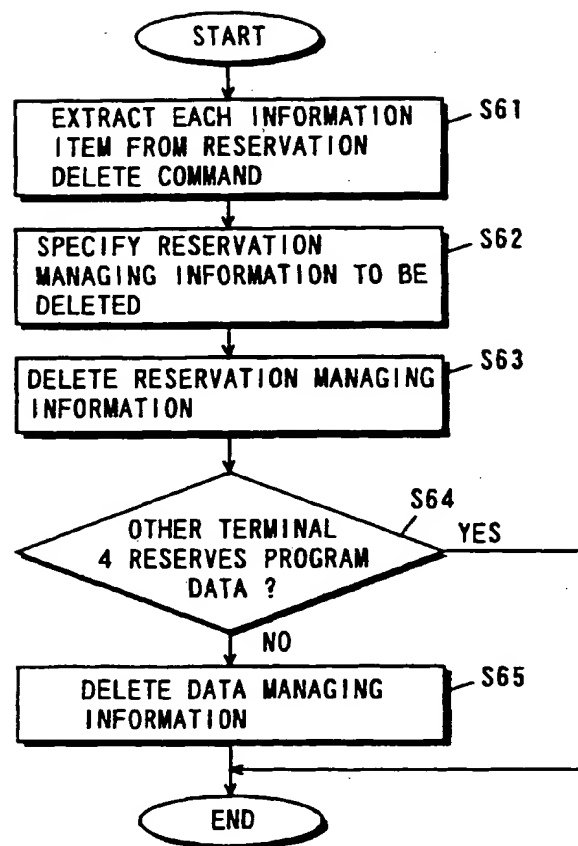 START
EXTRACT EACH INFORMATION
ITEM FROM RESERVATION
DELETE COMMAND
S61
SPECIFY RESERVATION
MANAGING INFORMATION TO BE
DELETED
S62
DELETE RESERVATION MANAGING
INFORMATION
S63
OTHER TERMINAL
4 RESERVES PROGRAM
DATA ?
S64
YES
NO
DELETE DATA MANAGING
INFORMATION
S65
END